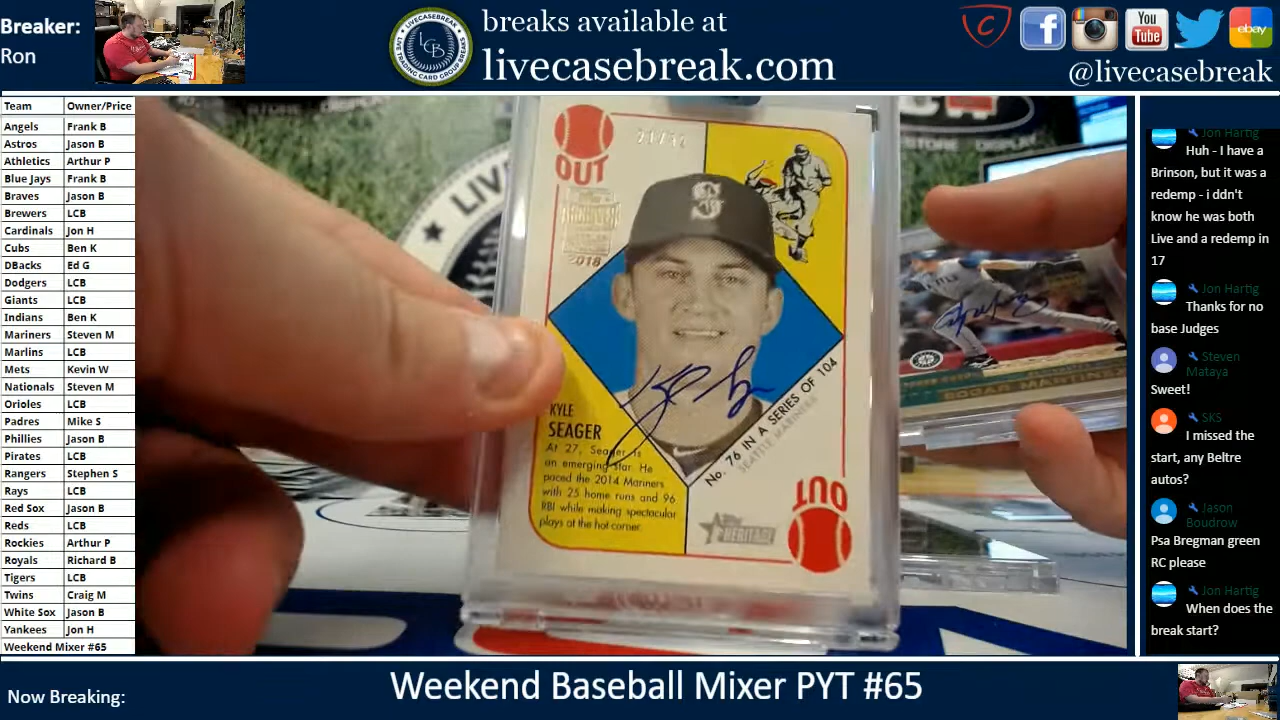 Breaker:
Ron
LCB
breaks available at
livecasebreak.com
You
Tube
ebay
@livecasebreak
Team Owner/Price
Angels Frank B
Astros Jason B
Athletics Arthur P
Blue Jays Frank B
Braves Jason B
Brewers LCB
Cardinals Jon H
Cubs Ben K
DBacks Ed G
Dodgers LCB
Giants LCB
Indians Ben K
Mariners Steven M
Marlins LCB
Mets Kevin W
Nationals Steven M
Orioles LCB
Padres Mike S
Phillies Jason B
Pirates LCB
Rangers Stephen S
Rays LCB
Red Sox Jason B
Reds LCB
Rockies Arthur P
Royals Richard B
Tigers LCB
Twins Craig M
White Sox Jason B
Yankees Jon H
Weekend Mixer #65
STORE DISPLAY
LIV
OUT
2018
S
KYLE
SEAGER
At 27, Seager is
an emerging star. He
paced the 2014 Mariners
with 25 home runs and 96
RBI while making spectacular
plays at the hot corner.
No. 76 IN A SERIES OF 104
SEATTLE MARINERS
Topps
HERITAGE
OUT
Jon Hartig
Huh - I have a
Brinson, but it was a
redemp - i ddn't
know he was both
Live and a redemp in
17
Jon Hartig
Thanks for no
base Judges
Steven
Mataya
Sweet!
SKS
I missed the
start, any Beltre
autos?
Jason
Boudrow
Psa Bregman green
RC please
Jon Hartig
When does the
break start?
Now Breaking:
Weekend Baseball Mixer PYT #65